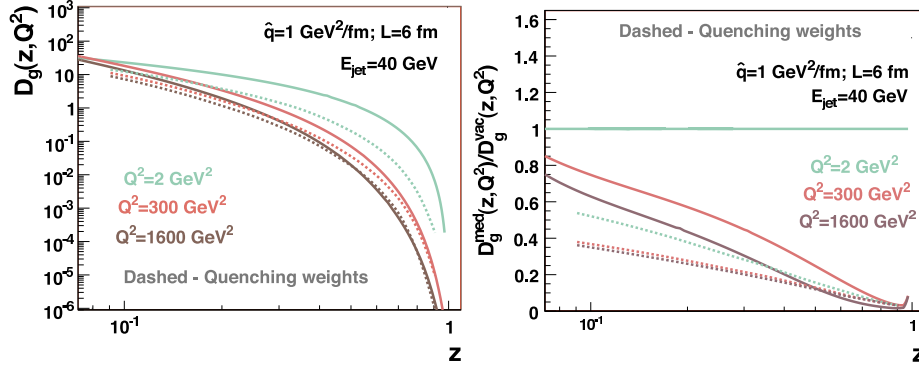 D_g(z,Q²)
10³
10²
10
1
10⁻¹
10⁻²
10⁻³
10⁻⁴
10⁻⁵
10⁻⁶
q̂=1 GeV²/fm; L=6 fm
E_jet=40 GeV
Q²=2 GeV²
Q²=300 GeV²
Q²=1600 GeV²
Dashed - Quenching weights
10⁻¹
1
z
D_g^med(z,Q²)/D_g^vac(z,Q²)
1.6
1.4
1.2
1
0.8
0.6
0.4
0.2
0
Dashed - Quenching weights
q̂=1 GeV²/fm; L=6 fm
E_jet=40 GeV
Q²=2 GeV²
Q²=300 GeV²
Q²=1600 GeV²
10⁻¹
1
z